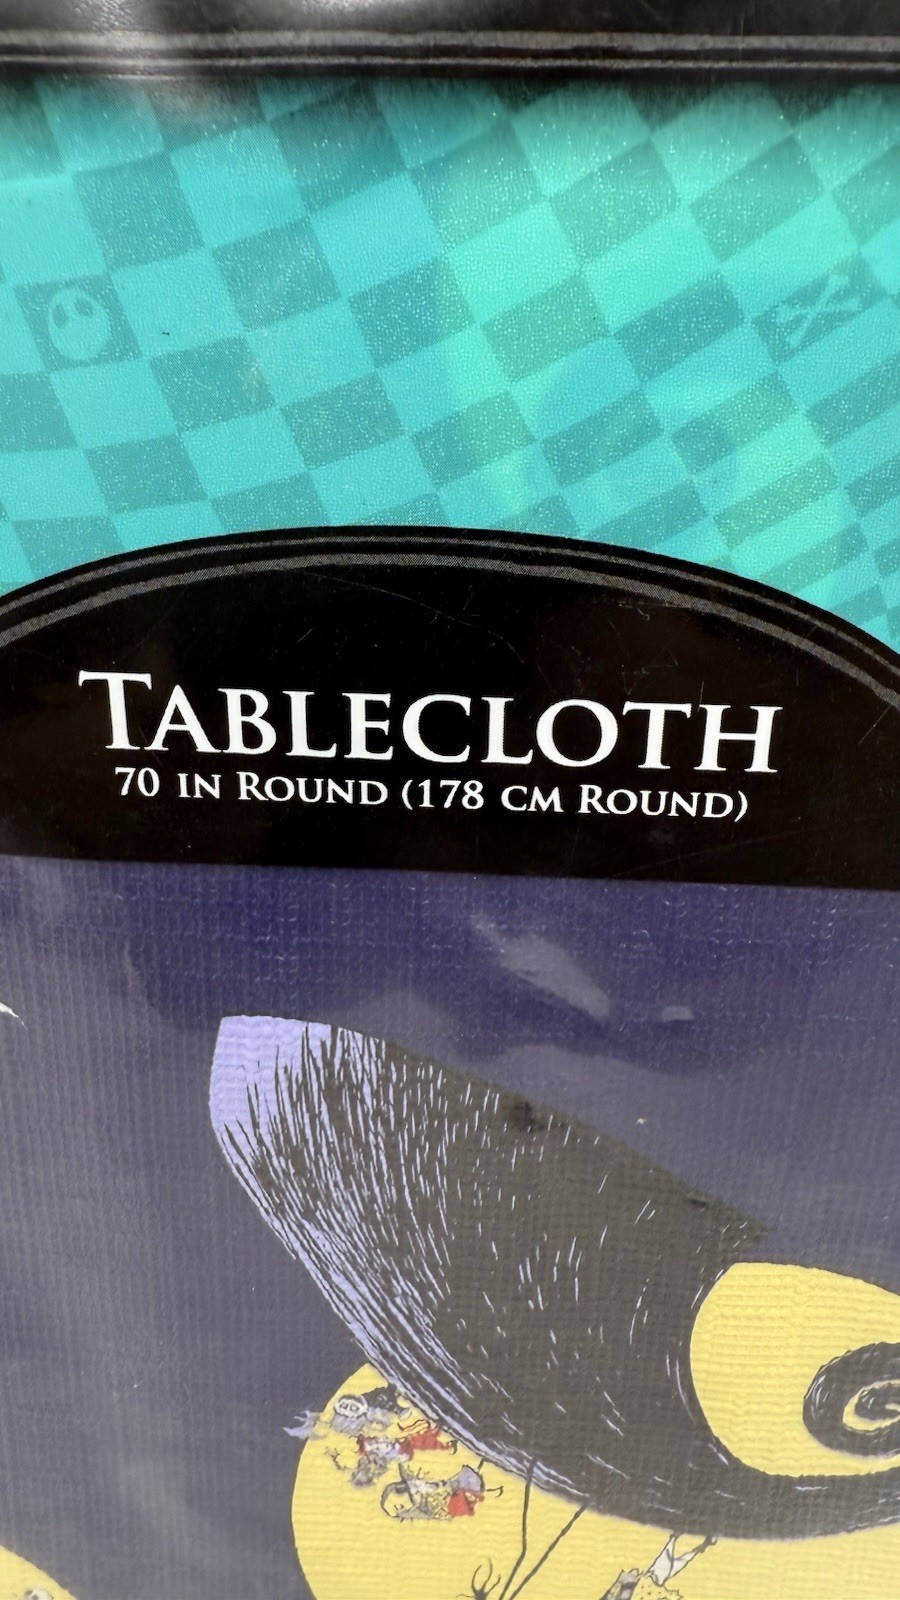 TABLECLOTH
70 IN ROUND (178 CM ROUND)